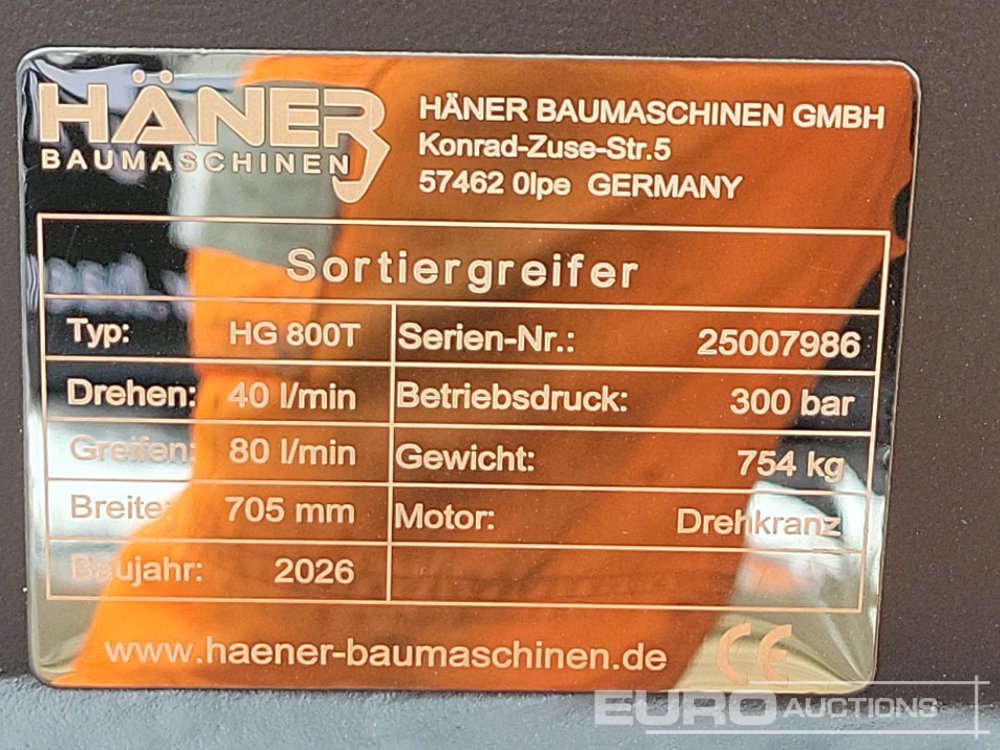 HÄNER
BAUMASCHINEN
HÄNER BAUMASCHINEN GMBH
Konrad-Zuse-Str.5
57462 Olpe GERMANY
Sortiergreifer
Typ: HG 800T Serien-Nr.: 25007986
Drehen: 40 l/min Betriebsdruck: 300 bar
Greifen: 80 l/min Gewicht: 754 kg
Breite: 705 mm Motor: Drehkranz
Baujahr: 2026
www.haener-baumaschinen.de CE
EURO AUCTIONS